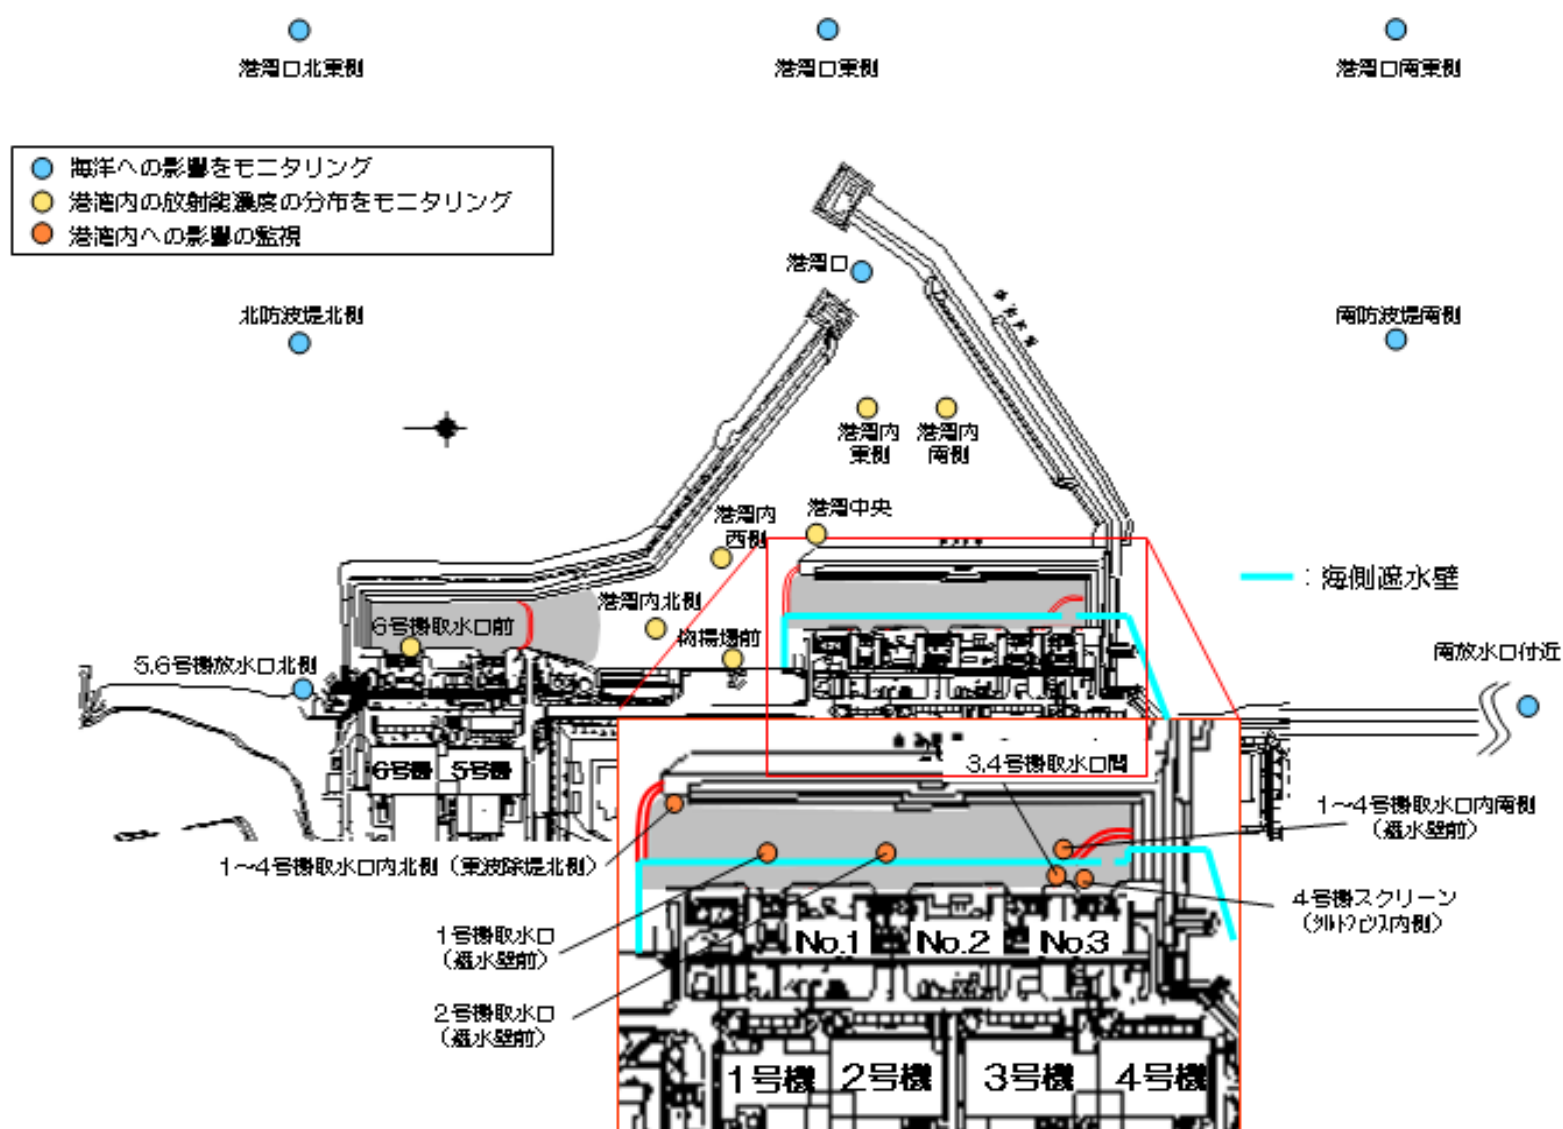 港湾口北東側
港湾口東側
港湾口南東側
海洋への影響をモニタリング
港湾内の放射能濃度の分布をモニタリング
港湾内への影響の監視
港湾口
北防波堤北側
南防波堤南側
港湾内
東側
港湾内
南側
港湾内
西側
港湾中央
：海側遮水壁
港湾内北側
6号機取水口前
物揚場前
5,6号機放水口北側
南放水口付近
6号機
5号機
3,4号機取水口間
1～4号機取水口内南側
（遮水壁前）
1～4号機取水口内北側（東波除堤北側）
4号機スクリーン
（シルトフェンス内側）
1号機取水口
（遮水壁前）
No.1
No.2
No.3
2号機取水口
（遮水壁前）
1号機
2号機
3号機
4号機